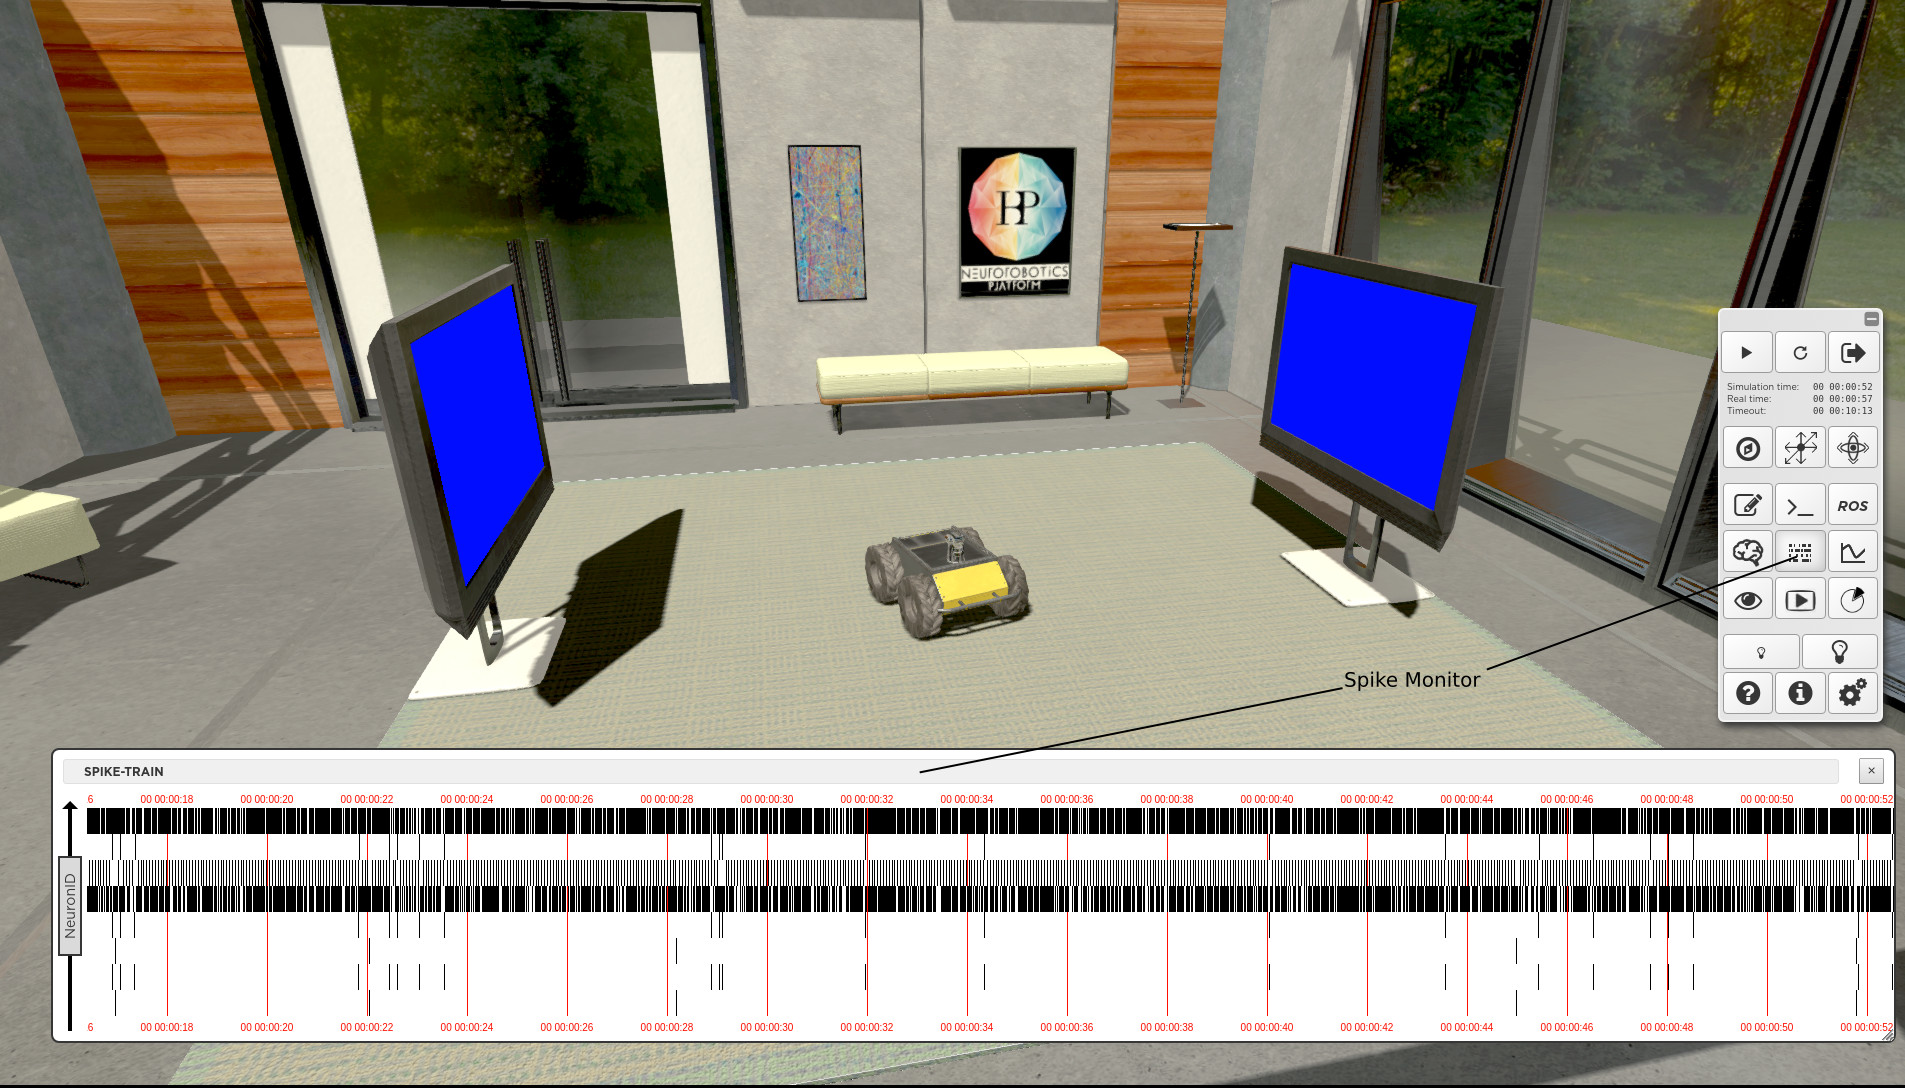 HP
NEUROROBOTICS
PLATFORM
Simulation time: 00 00:00:52
Real time: 00 00:00:57
Timeout: 00 00:10:13
ROS
Spike Monitor
SPIKE-TRAIN
6 00 00:00:18 00 00:00:20 00 00:00:22 00 00:00:24 00 00:00:26 00 00:00:28 00 00:00:30 00 00:00:32 00 00:00:34 00 00:00:36 00 00:00:38 00 00:00:40 00 00:00:42 00 00:00:44 00 00:00:46 00 00:00:48 00 00:00:50 00 00:00:52
NeuronID
6 00 00:00:18 00 00:00:20 00 00:00:22 00 00:00:24 00 00:00:26 00 00:00:28 00 00:00:30 00 00:00:32 00 00:00:34 00 00:00:36 00 00:00:38 00 00:00:40 00 00:00:42 00 00:00:44 00 00:00:46 00 00:00:48 00 00:00:50 00 00:00:52